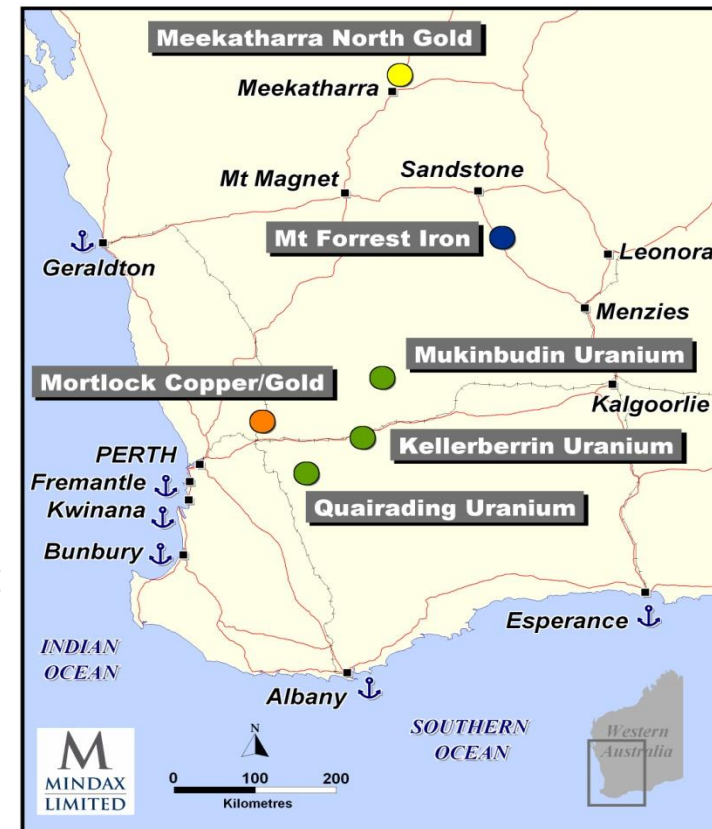 Meekatharra North Gold
Meekatharra
Mt Magnet
Sandstone
Mt Forrest Iron
Geraldton
Leonora
Menzies
Mukinbudin Uranium
Mortlock Copper/Gold
Kalgoorlie
Kellerberrin Uranium
PERTH
Fremantle
Kwinana
Quairading Uranium
Bunbury
Esperance
INDIAN
OCEAN
Albany
SOUTHERN
OCEAN
Western
Australia
N
M
MINDAX
LIMITED
0 100 200
Kilometres